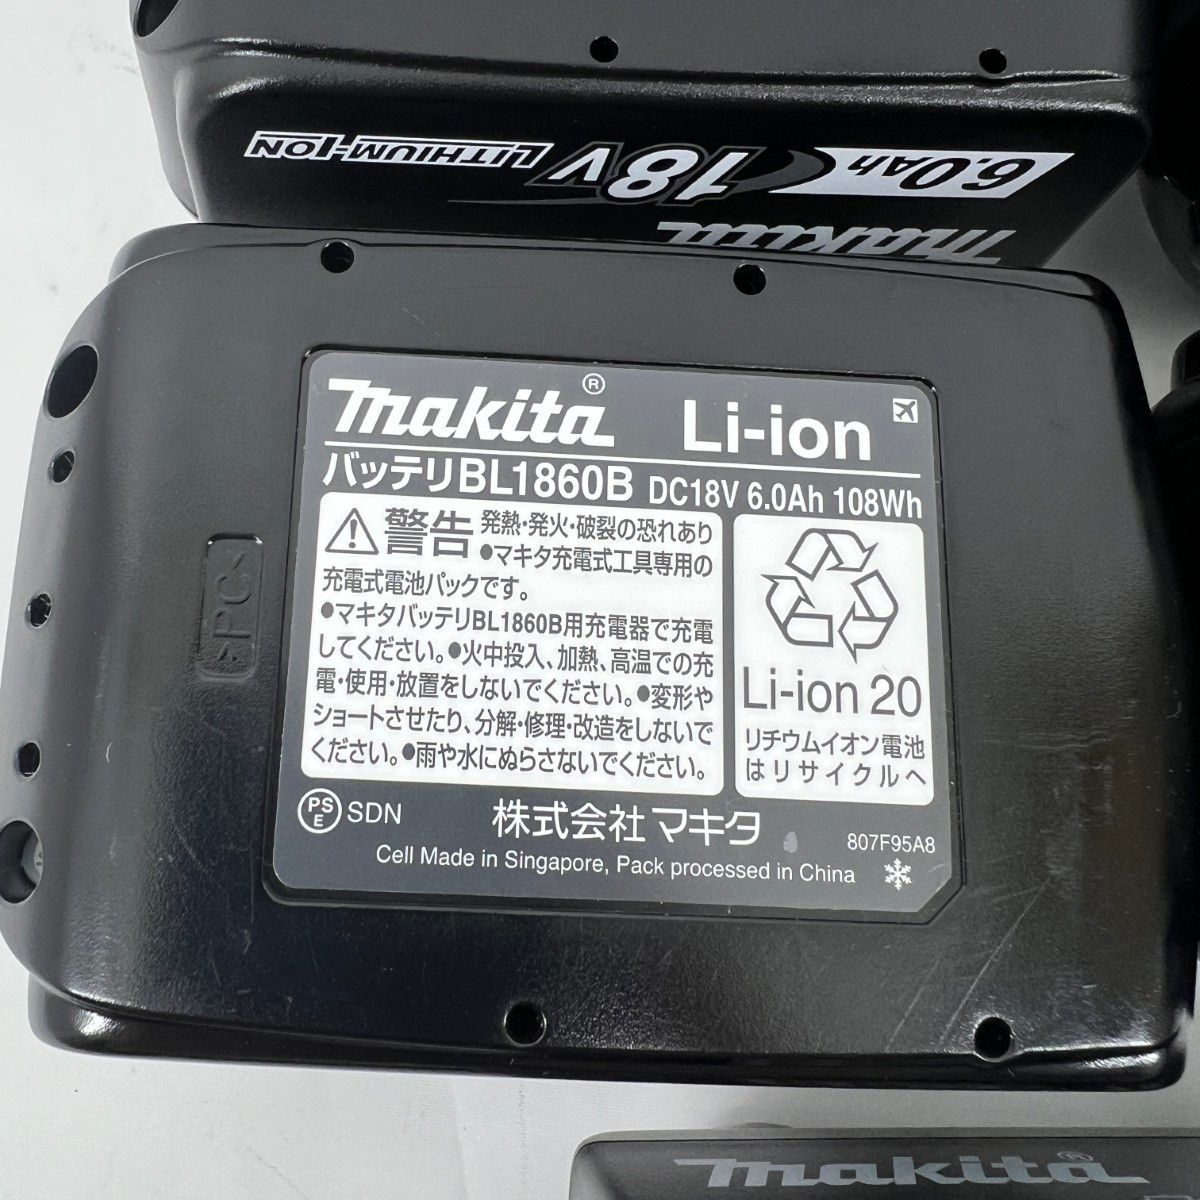 6.0Ah 18V LITHIUM-ION
makita
makita® Li-ion
バッテリBL1860B DC18V 6.0Ah 108Wh
警告 発熱・発火・破裂の恐れあり
●マキタ充電式工具専用の
充電式電池パックです。
●マキタバッテリBL1860B用充電器で充電
してください。●火中投入、加熱、高温での充
電・使用・放置をしないでください。●変形や
ショートさせたり、分解・修理・改造をしないで
ください。●雨や水にぬらさないでください。
Li-ion 20
リチウムイオン電池
はリサイクルへ
PSE SDN
株式会社マキタ
807F95A8
Cell Made in Singapore, Pack processed in China
>PC<
makita®